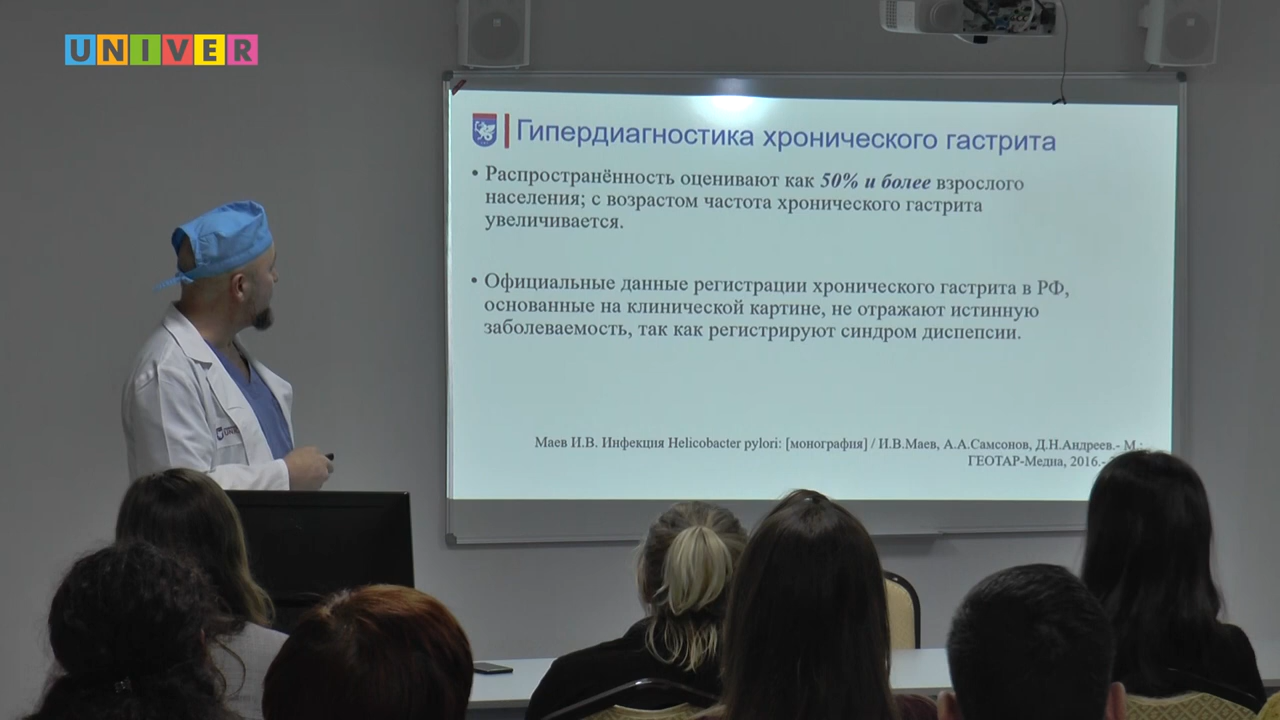 UNIVER
Гипердиагностика хронического гастрита
• Распространённость оценивают как 50% и более взрослого
населения; с возрастом частота хронического гастрита
увеличивается.
• Официальные данные регистрации хронического гастрита в РФ,
основанные на клинической картине, не отражают истинную
заболеваемость, так как регистрируют синдром диспепсии.
Маев И.В. Инфекция Helicobacter pylori: [монография] / И.В.Маев, А.А.Самсонов, Д.Н.Андреев.- М.:
ГЕОТАР-Медиа, 2016.-